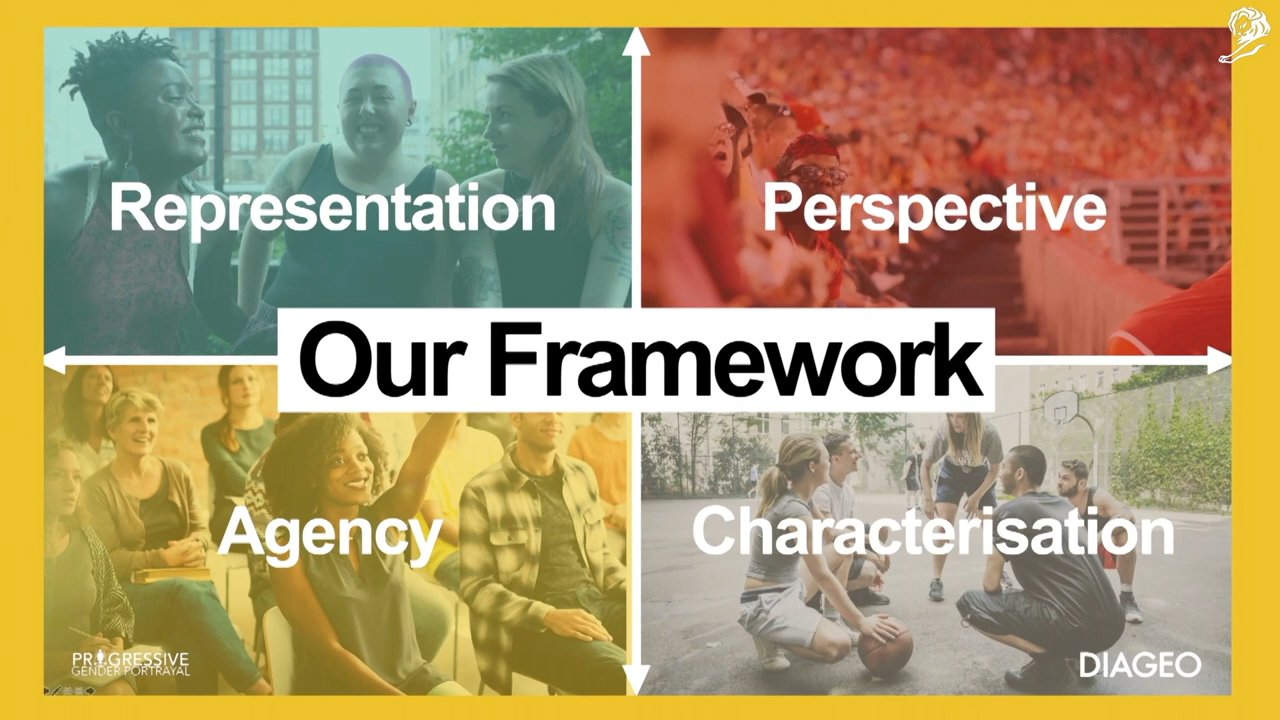 Representation
Perspective
Our Framework
Agency
Characterisation
PROGRESSIVE
GENDER PORTRAYAL
DIAGEO